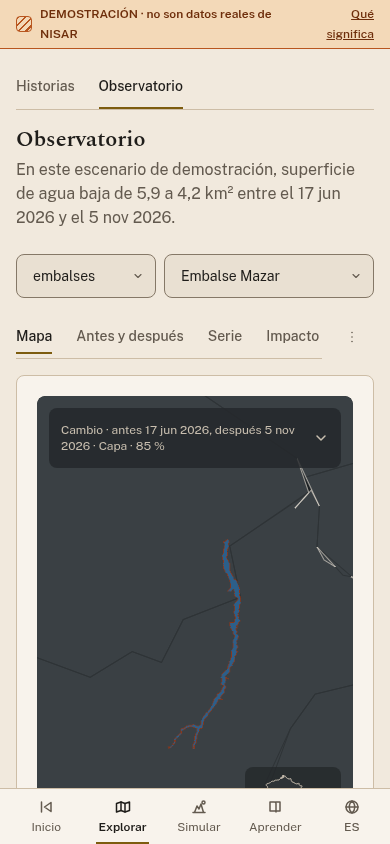 DEMOSTRACIÓN · no son datos reales de NISAR
Qué significa
Historias
Observatorio
Observatorio
En este escenario de demostración, superficie
de agua baja de 5,9 a 4,2 km² entre el 17 jun
2026 y el 5 nov 2026.
embalses
Embalse Mazar
Mapa
Antes y después
Serie
Impacto
Cambio · antes 17 jun 2026, después 5 nov
2026 · Capa · 85 %
Inicio
Explorar
Simular
Aprender
ES